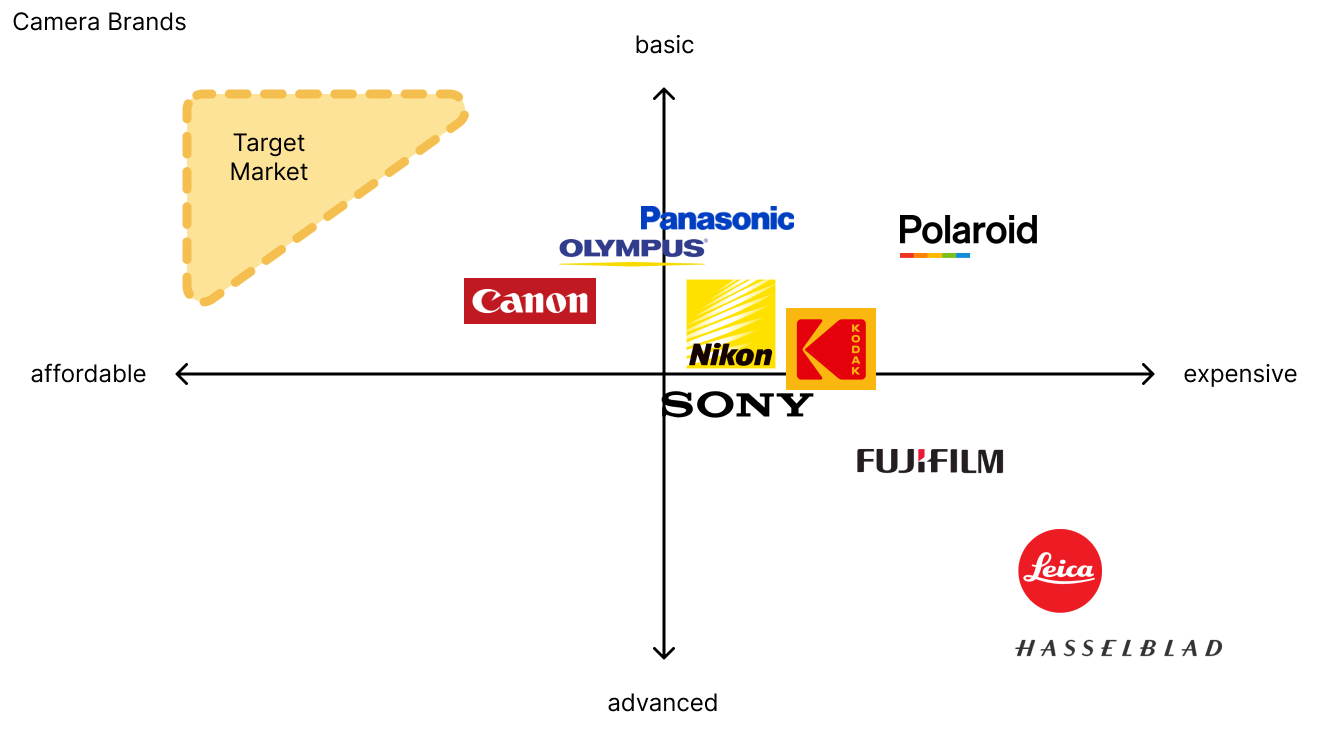 Camera Brands
basic
Target
Market
Panasonic
Polaroid
OLYMPUS®
Canon
Nikon
KODAK
affordable
expensive
SONY
FUJIFILM
Leica
HASSELBLAD
advanced